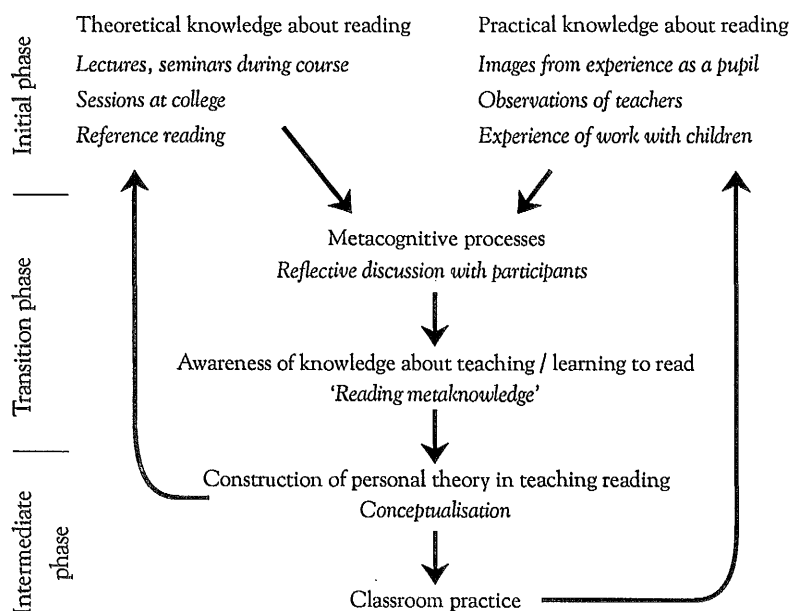 Initial phase
Theoretical knowledge about reading
Lectures, seminars during course
Sessions at college
Reference reading
Practical knowledge about reading
Images from experience as a pupil
Observations of teachers
Experience of work with children
Transition phase
Metacognitive processes
Reflective discussion with participants
Awareness of knowledge about teaching / learning to read
‘Reading metaknowledge’
Intermediate
phase
Construction of personal theory in teaching reading
Conceptualisation
Classroom practice